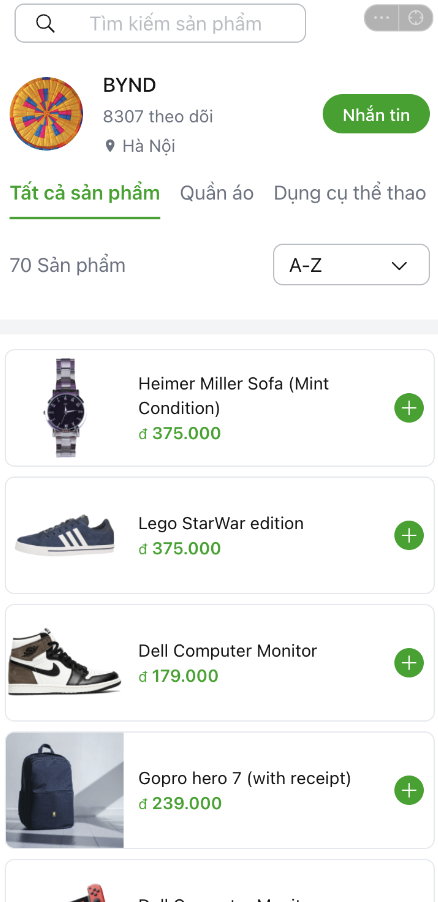 Tìm kiếm sản phẩm
BYND
8307 theo dõi
Nhắn tin
Hà Nội
Tất cả sản phẩm
Quần áo
Dụng cụ thể thao
70 Sản phẩm
A-Z
Heimer Miller Sofa (Mint
Condition)
đ 375.000
Lego StarWar edition
đ 375.000
Dell Computer Monitor
đ 179.000
Gopro hero 7 (with receipt)
đ 239.000